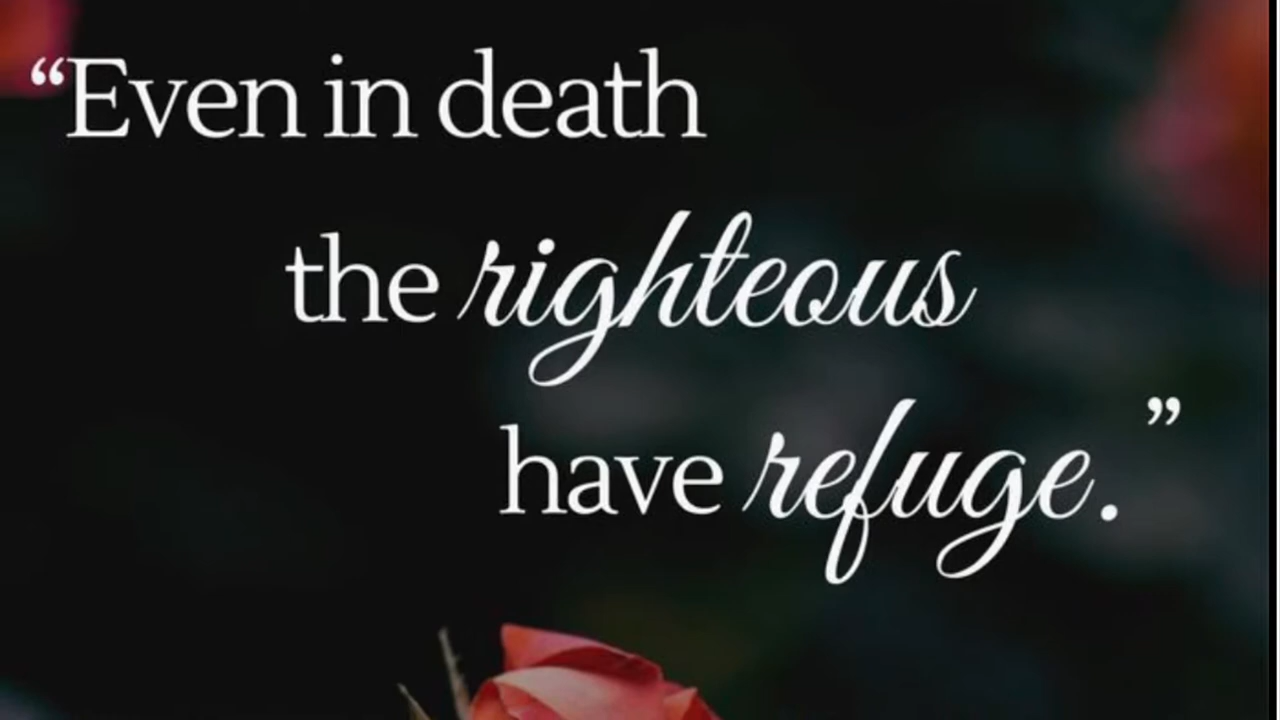 “Even in death
the righteous
have refuge.”